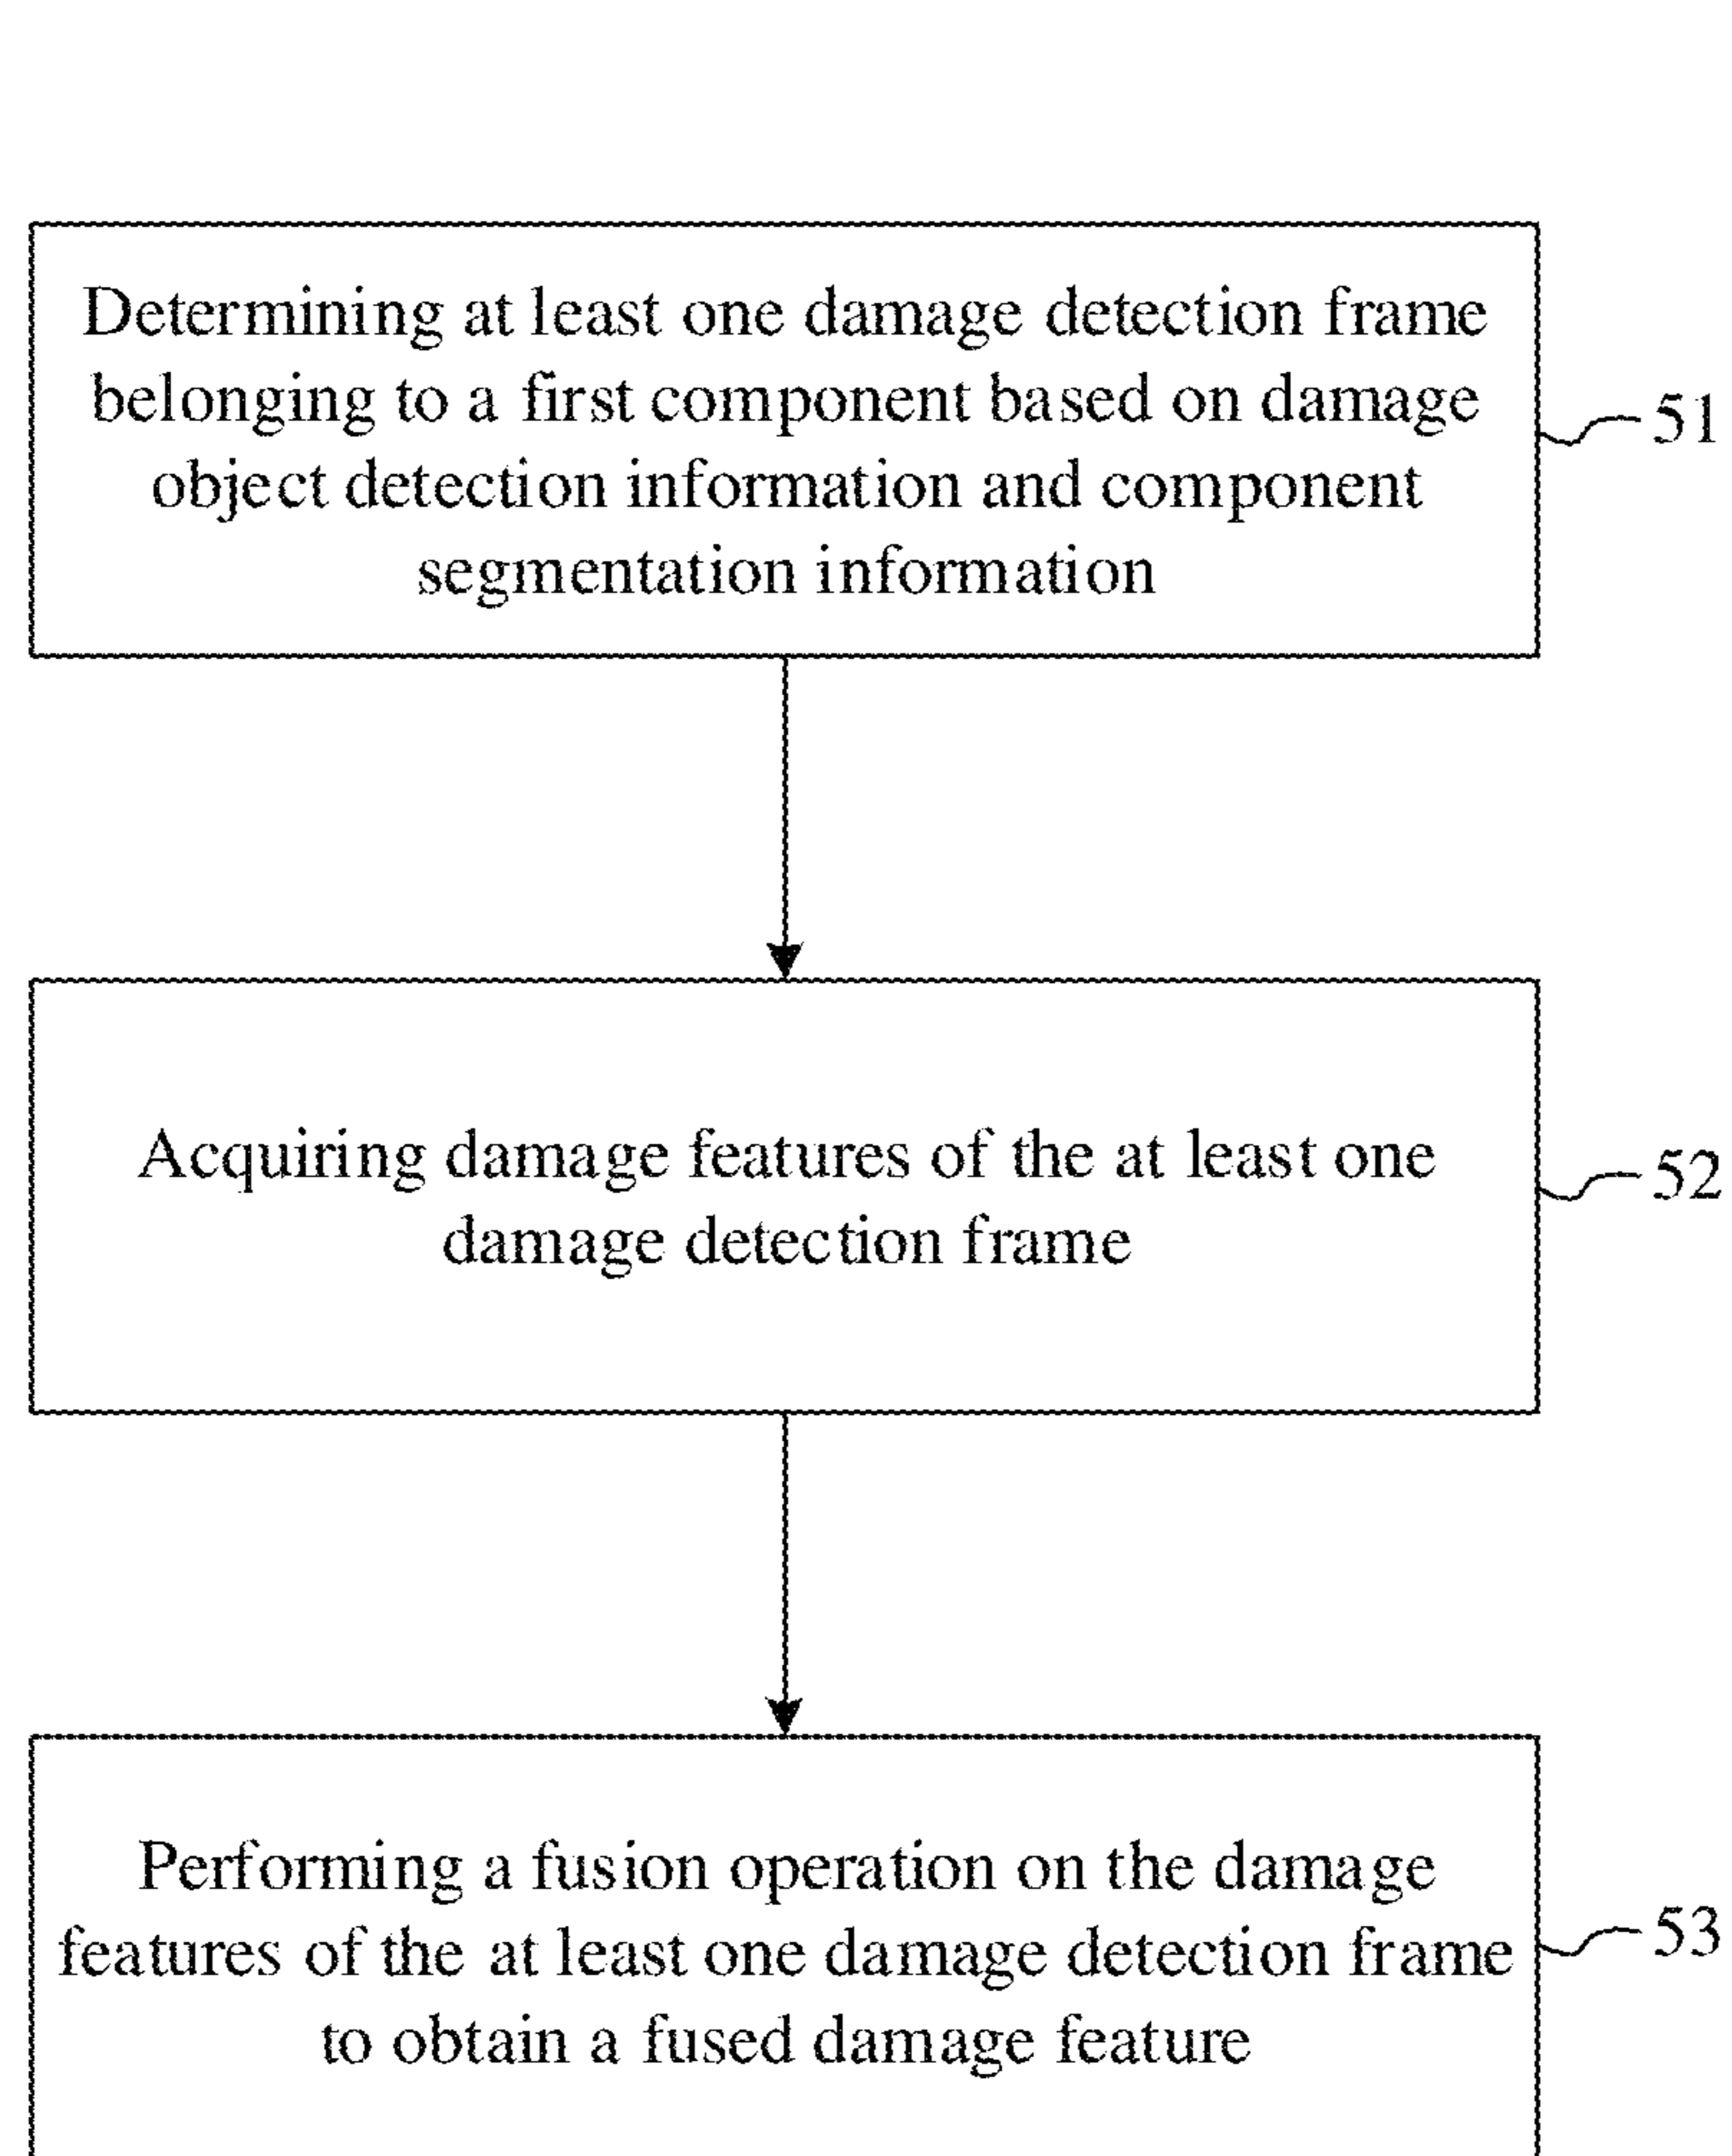 Determining at least one damage detection frame
belonging to a first component based on damage
object detection information and component
segmentation information
51
Acquiring damage features of the at least one
damage detection frame
52
Performing a fusion operation on the damage
features of the at least one damage detection frame
to obtain a fused damage feature
53